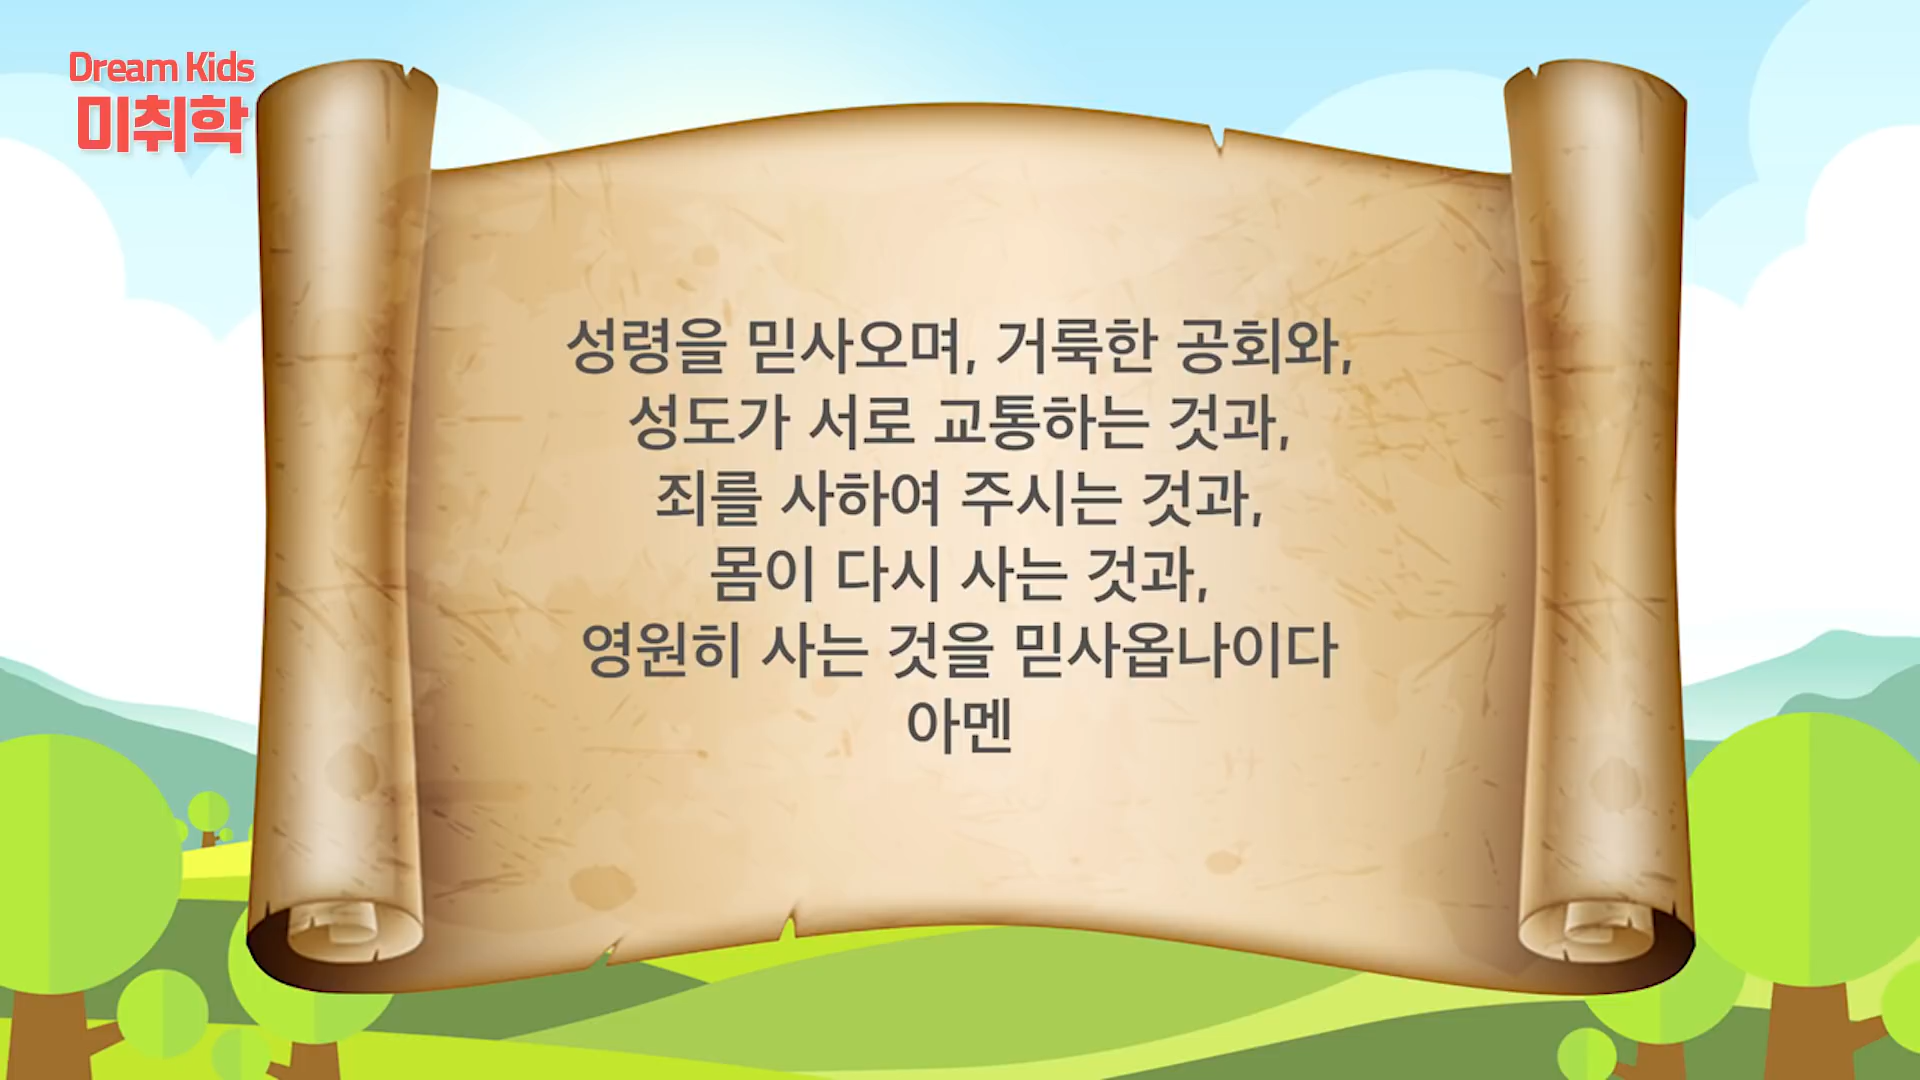 Dream Kids
미취학
성령을 믿사오며, 거룩한 공회와,
성도가 서로 교통하는 것과,
죄를 사하여 주시는 것과,
몸이 다시 사는 것과,
영원히 사는 것을 믿사옵나이다
아멘